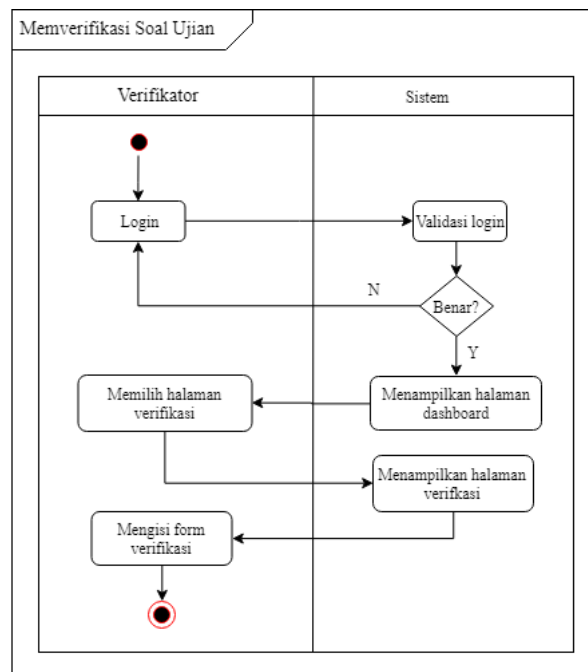 Memverifikasi Soal Ujian
Verifikator
Sistem
Login
Validasi login
Benar?
N
Y
Menampilkan halaman
dashboard
Memilih halaman
verifikasi
Menampilkan halaman
verifkasi
Mengisi form
verifikasi